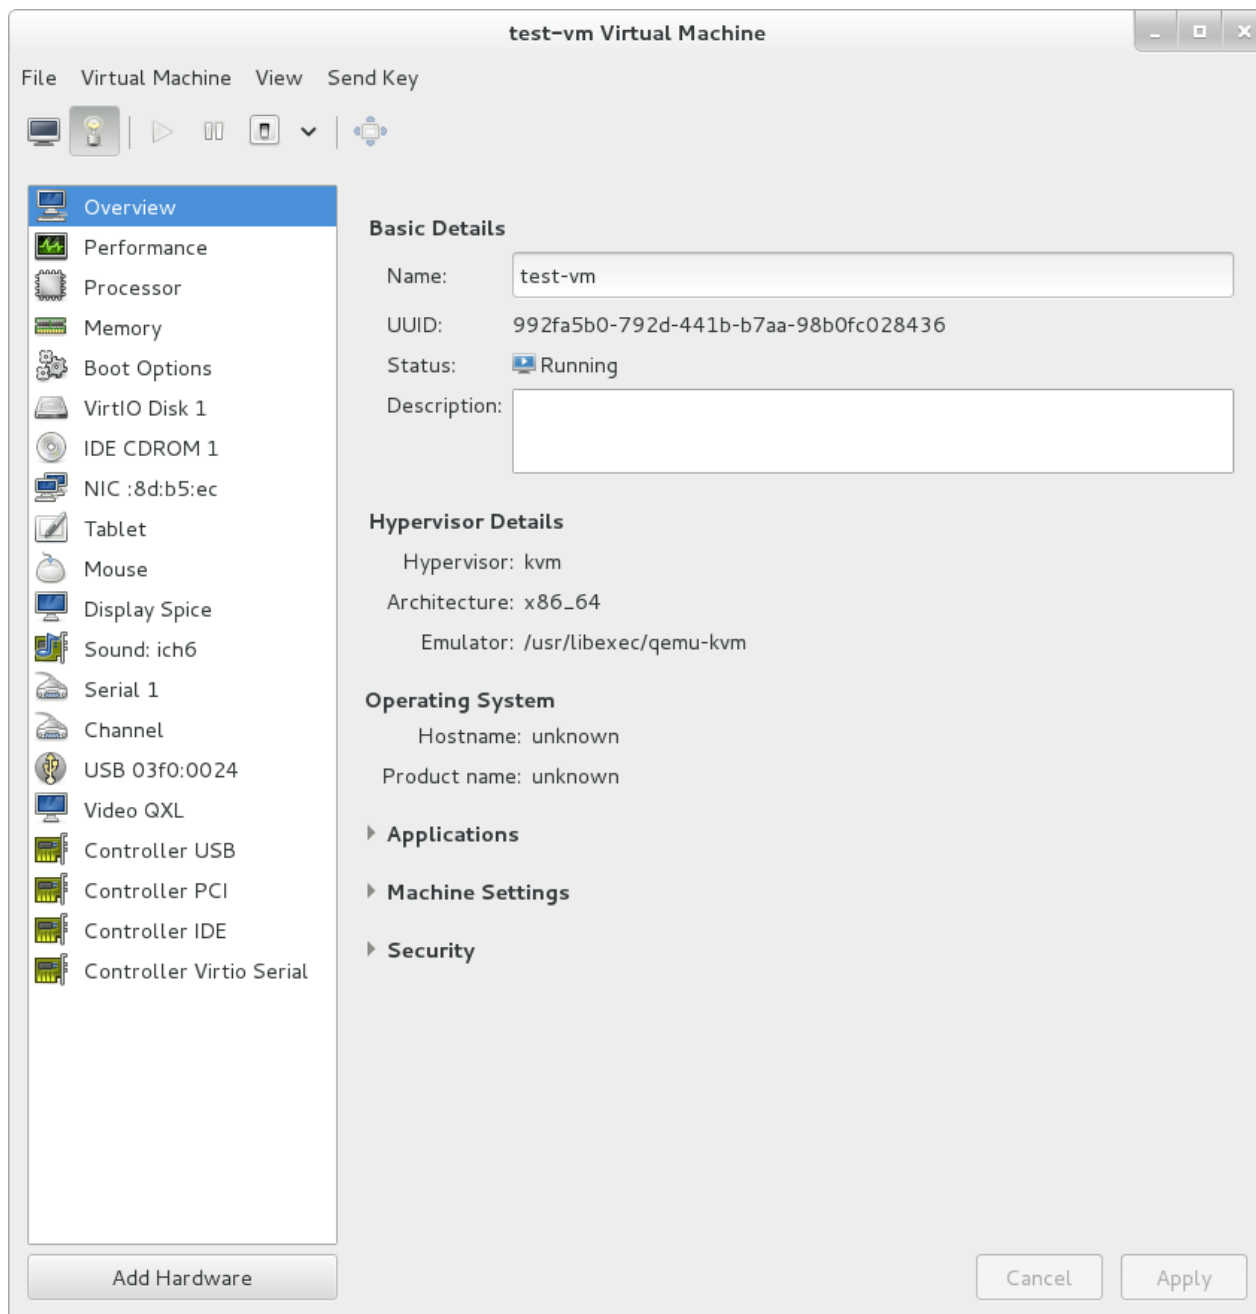 test-vm Virtual Machine
File Virtual Machine View Send Key
Overview
Performance
Processor
Memory
Boot Options
VirtIO Disk 1
IDE CDROM 1
NIC :8d:b5:ec
Tablet
Mouse
Display Spice
Sound: ich6
Serial 1
Channel
USB 03f0:0024
Video QXL
Controller USB
Controller PCI
Controller IDE
Controller Virtio Serial
Add Hardware
Basic Details
Name: test-vm
UUID: 992fa5b0-792d-441b-b7aa-98b0fc028436
Status: Running
Description:
Hypervisor Details
Hypervisor: kvm
Architecture: x86_64
Emulator: /usr/libexec/qemu-kvm
Operating System
Hostname: unknown
Product name: unknown
Applications
Machine Settings
Security
Cancel Apply